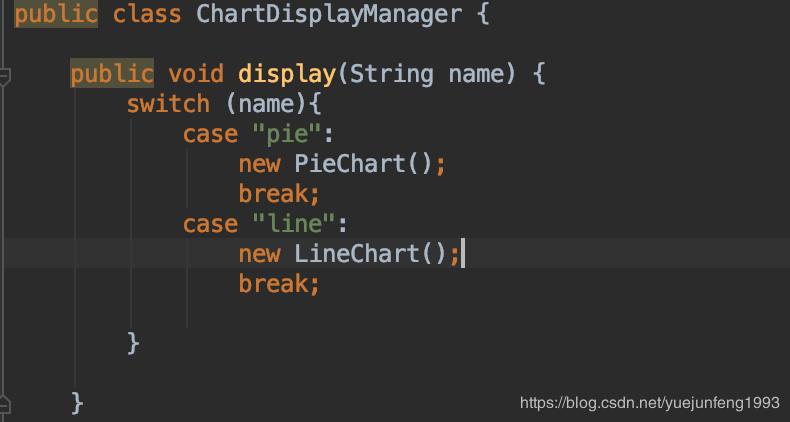 public class ChartDisplayManager {
public void display(String name) {
switch (name){
case "pie":
new PieChart();
break;
case "line":
new LineChart();
break;
}
}
https://blog.csdn.net/yuejunfeng1993